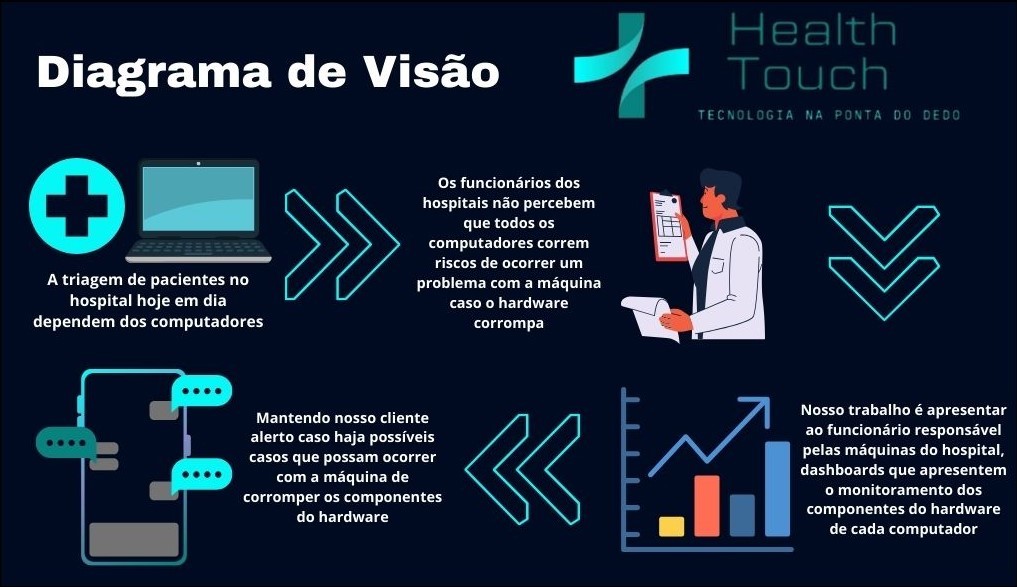 Diagrama de Visão
Health
Touch
TECNOLOGIA NA PONTA DO DEDO
A triagem de pacientes no
hospital hoje em dia
dependem dos computadores
Os funcionários dos
hospitais não percebem
que todos os
computadores correm
riscos de ocorrer um
problema com a máquina
caso o hardware
corrompa
Nosso trabalho é apresentar
ao funcionário responsável
pelas máquinas do hospital,
dashboards que apresentem
o monitoramento dos
componentes do hardware
de cada computador
Mantendo nosso cliente
alerto caso haja possíveis
casos que possam ocorrer
com a máquina de
corromper os componentes
do hardware